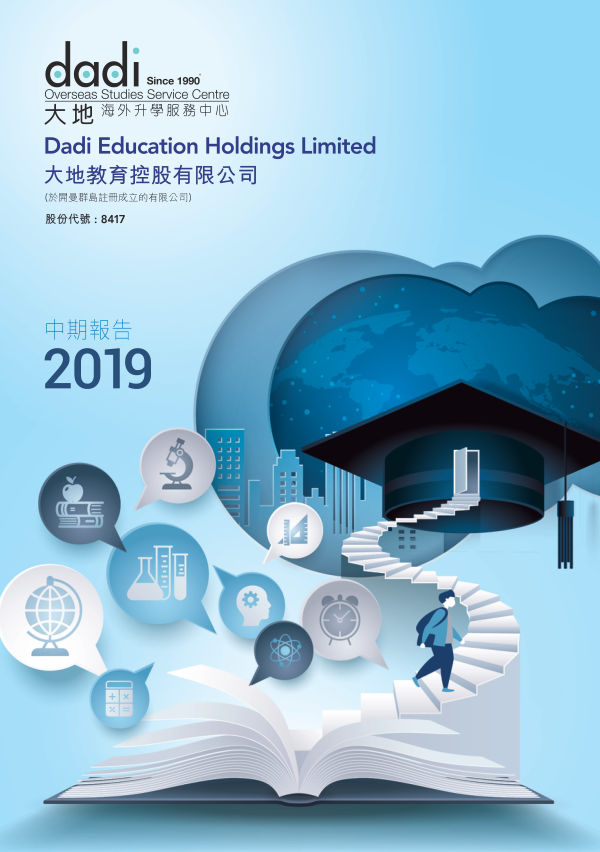 dadi Since 1990
Overseas Studies Service Centre
大地 海外升學服務中心
Dadi Education Holdings Limited
大地教育控股有限公司
(於開曼群島註冊成立的有限公司)
股份代號 : 8417
中期報告
2019